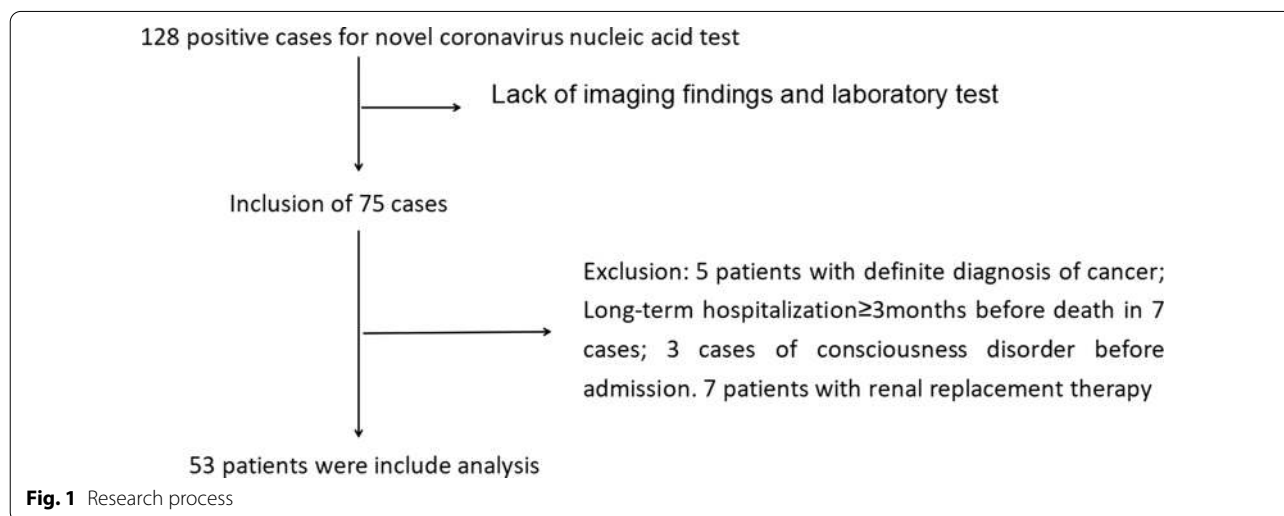 128 positive cases for novel coronavirus nucleic acid test
Lack of imaging findings and laboratory test
Inclusion of 75 cases
Exclusion: 5 patients with definite diagnosis of cancer;
Long-term hospitalization≥3months before death in 7
cases; 3 cases of consciousness disorder before
admission. 7 patients with renal replacement therapy
53 patients were include analysis
Fig. 1 Research process